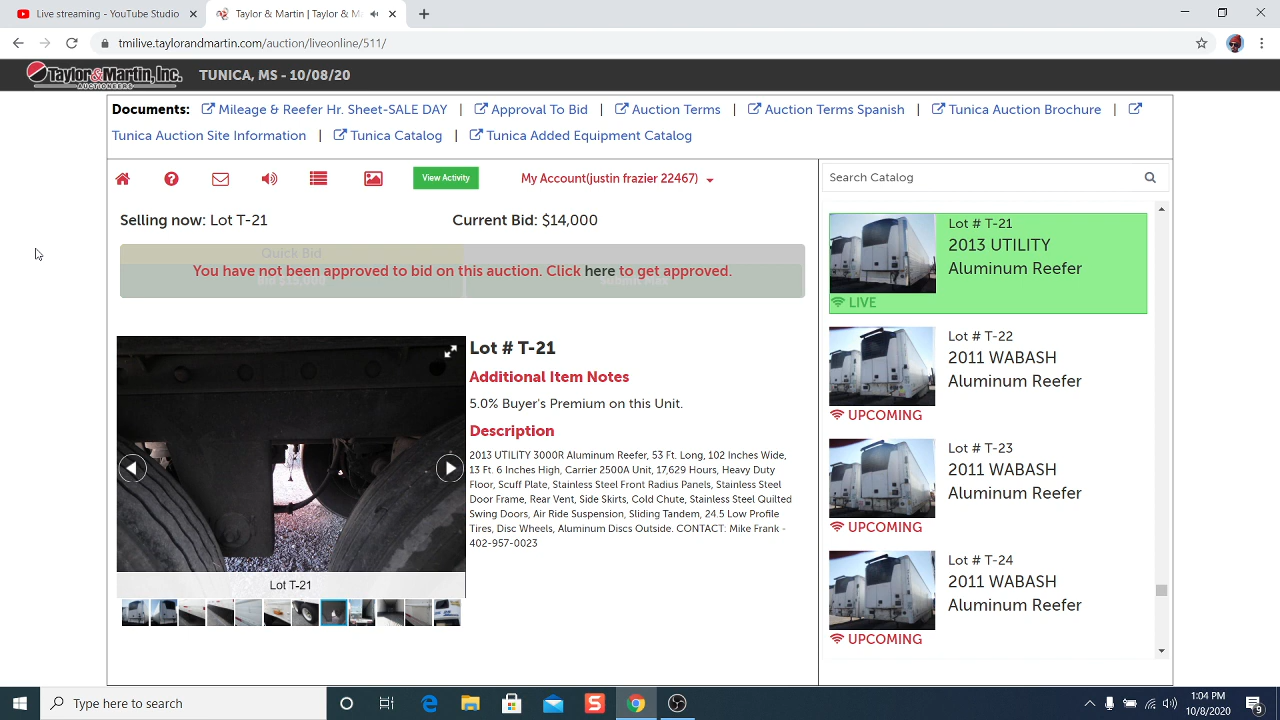 Live streaming - YouTube Studio
Taylor & Martin | Taylor & M
tmilive.taylorandmartin.com/auction/liveonline/511/
Taylor&Martin, Inc.
AUCTIONEERS
TUNICA, MS - 10/08/20
Documents: Mileage & Reefer Hr. Sheet-SALE DAY | Approval To Bid | Auction Terms | Auction Terms Spanish | Tunica Auction Brochure |
Tunica Auction Site Information | Tunica Catalog | Tunica Added Equipment Catalog
View Activity
My Account(justin frazier 22467)
Search Catalog
Selling now: Lot T-21
Current Bid: $14,000
Quick Bid
You have not been approved to bid on this auction. Click here to get approved.
Lot # T-21
Additional Item Notes
5.0% Buyer's Premium on this Unit.
Description
2013 UTILITY 3000R Aluminum Reefer, 53 Ft. Long, 102 Inches Wide,
13 Ft. 6 Inches High, Carrier 2500A Unit, 17,629 Hours, Heavy Duty
Floor, Scuff Plate, Stainless Steel Front Radius Panels, Stainless Steel
Door Frame, Rear Vent, Side Skirts, Cold Chute, Stainless Steel Quilted
Swing Doors, Air Ride Suspension, Sliding Tandem, 24.5 Low Profile
Tires, Disc Wheels, Aluminum Discs Outside. CONTACT: Mike Frank -
402-957-0023
Lot T-21
Lot # T-21
2013 UTILITY
Aluminum Reefer
LIVE
Lot # T-22
2011 WABASH
Aluminum Reefer
UPCOMING
Lot # T-23
2011 WABASH
Aluminum Reefer
UPCOMING
Lot # T-24
2011 WABASH
Aluminum Reefer
UPCOMING
Type here to search
1:04 PM
10/8/2020
9